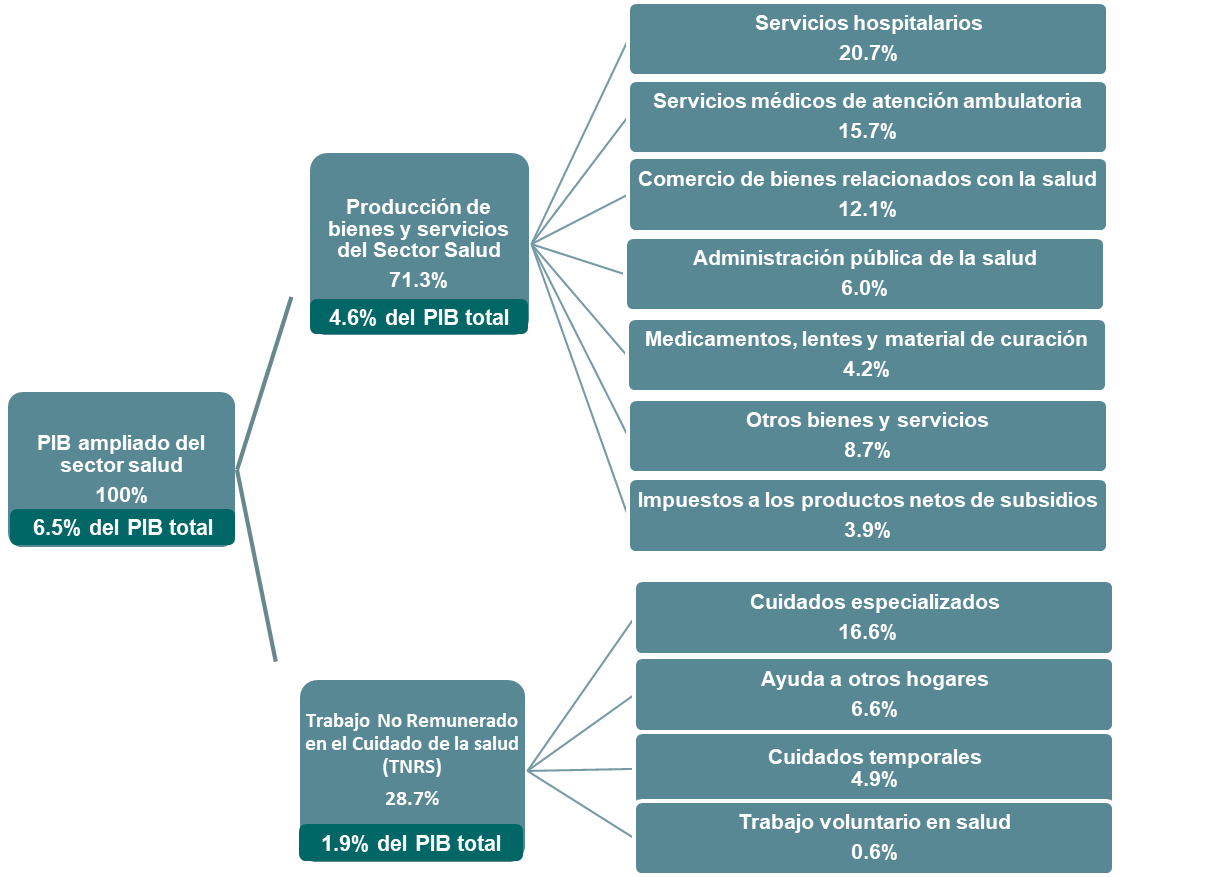 PIB ampliado del
sector salud
100%
6.5% del PIB total
Producción de
bienes y servicios
del Sector Salud
71.3%
4.6% del PIB total
Servicios hospitalarios
20.7%
Servicios médicos de atención ambulatoria
15.7%
Comercio de bienes relacionados con la salud
12.1%
Administración pública de la salud
6.0%
Medicamentos, lentes y material de curación
4.2%
Otros bienes y servicios
8.7%
Impuestos a los productos netos de subsidios
3.9%
Trabajo No Remunerado
en el Cuidado de la salud
(TNRS)
28.7%
1.9% del PIB total
Cuidados especializados
16.6%
Ayuda a otros hogares
6.6%
Cuidados temporales
4.9%
Trabajo voluntario en salud
0.6%